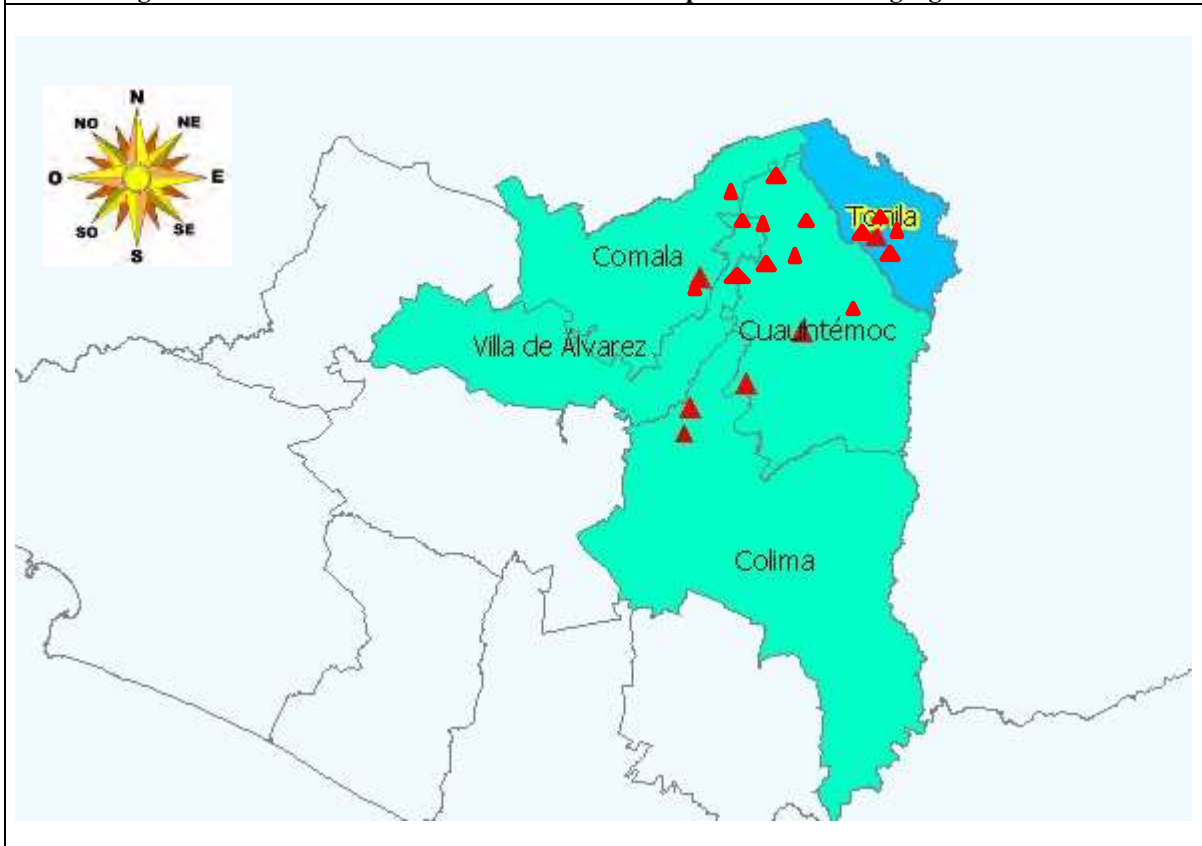 N
NO NE
O E
SO SE
S
Tonila
Comala
Cuauhtémoc
Villa de Álvarez
Colima